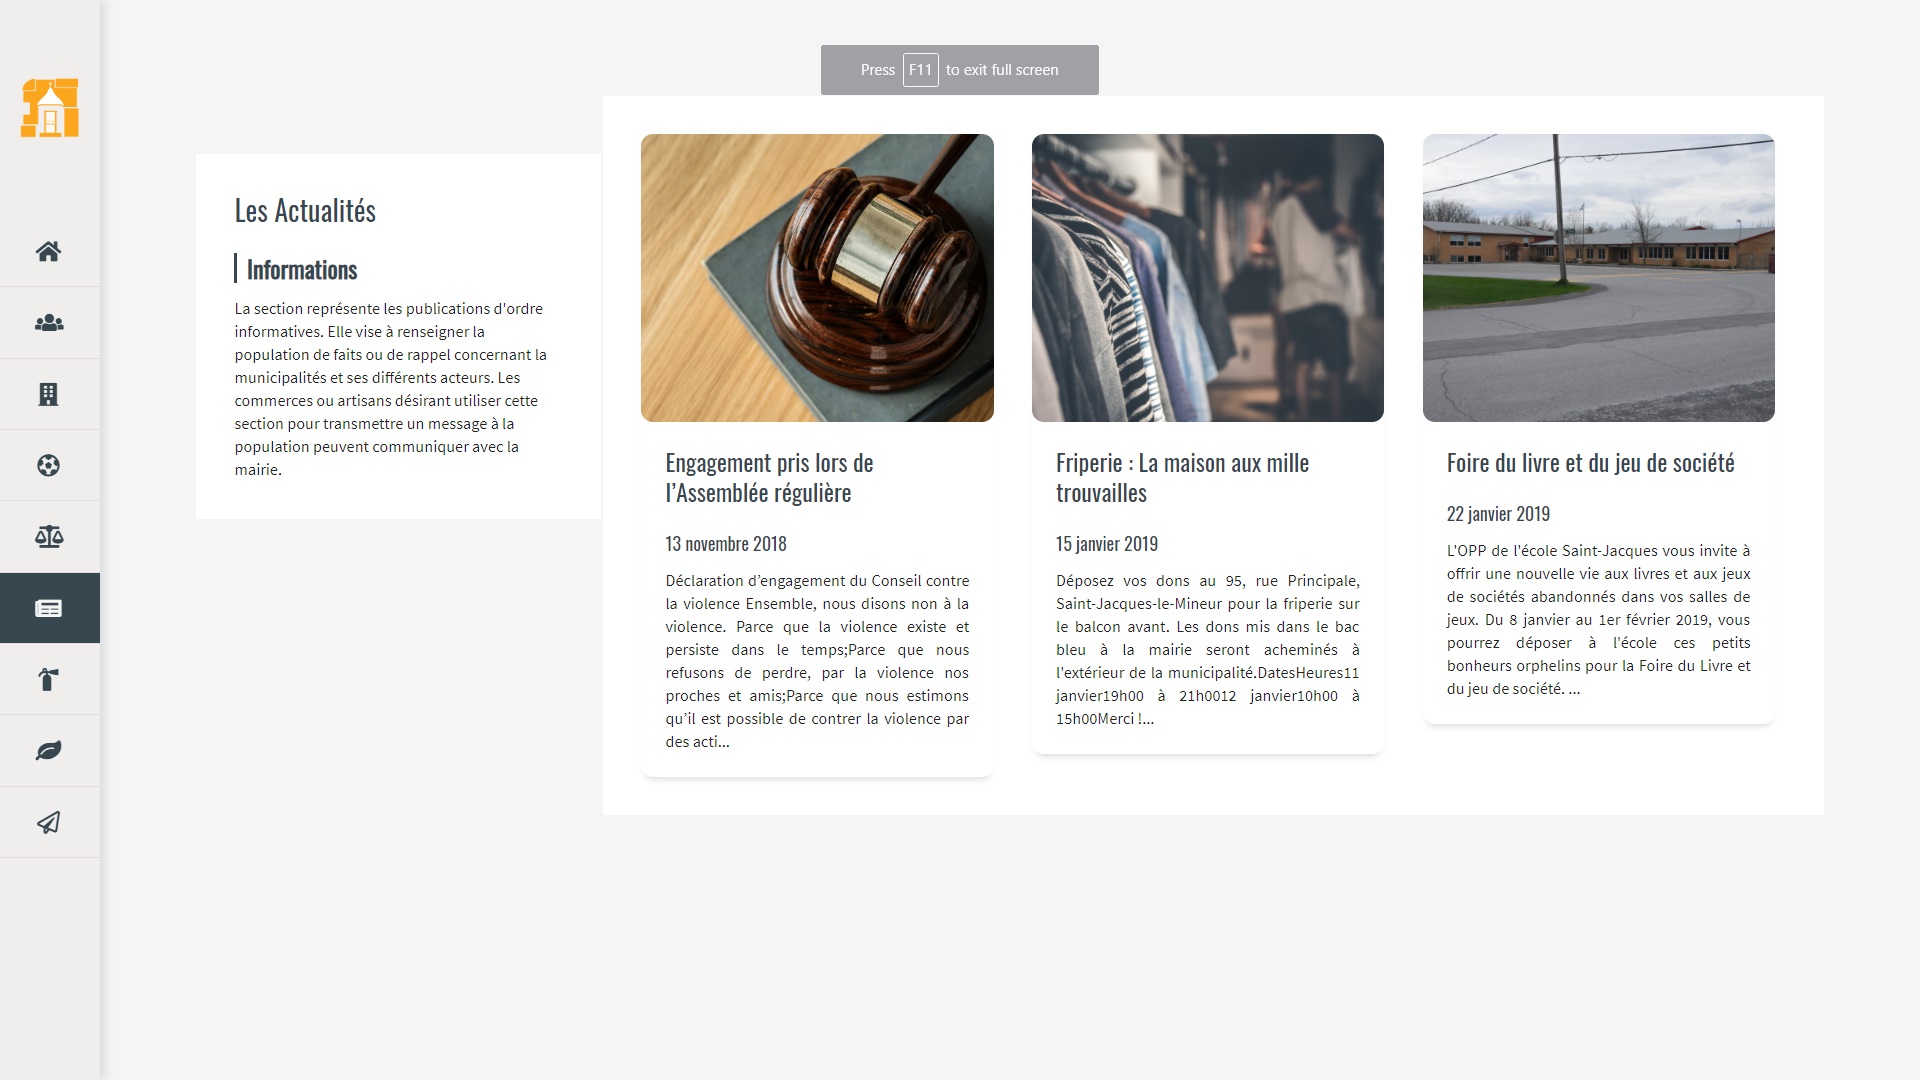 Press F11 to exit full screen
Les Actualités
Informations
La section représente les publications d'ordre
informatives. Elle vise à renseigner la
population de faits ou de rappel concernant la
municipalités et ses différents acteurs. Les
commerces ou artisans désirant utiliser cette
section pour transmettre un message à la
population peuvent communiquer avec la
mairie.
Engagement pris lors de
l’Assemblée régulière
13 novembre 2018
Déclaration d’engagement du Conseil contre
la violence Ensemble, nous disons non à la
violence. Parce que la violence existe et
persiste dans le temps;Parce que nous
refusons de perdre, par la violence nos
proches et amis;Parce que nous estimons
qu’il est possible de contrer la violence par
des acti...
Friperie : La maison aux mille
trouvailles
15 janvier 2019
Déposez vos dons au 95, rue Principale,
Saint-Jacques-le-Mineur pour la friperie sur
le balcon avant. Les dons mis dans le bac
bleu à la mairie seront acheminés à
l'extérieur de la municipalité.DatesHeures11
janvier19h00 à 21h0012 janvier10h00 à
15h00Merci !...
Foire du livre et du jeu de société
22 janvier 2019
L'OPP de l'école Saint-Jacques vous invite à
offrir une nouvelle vie aux livres et aux jeux
de sociétés abandonnés dans vos salles de
jeux. Du 8 janvier au 1er février 2019, vous
pourrez déposer à l'école ces petits
bonheurs orphelins pour la Foire du Livre et
du jeu de société. ...